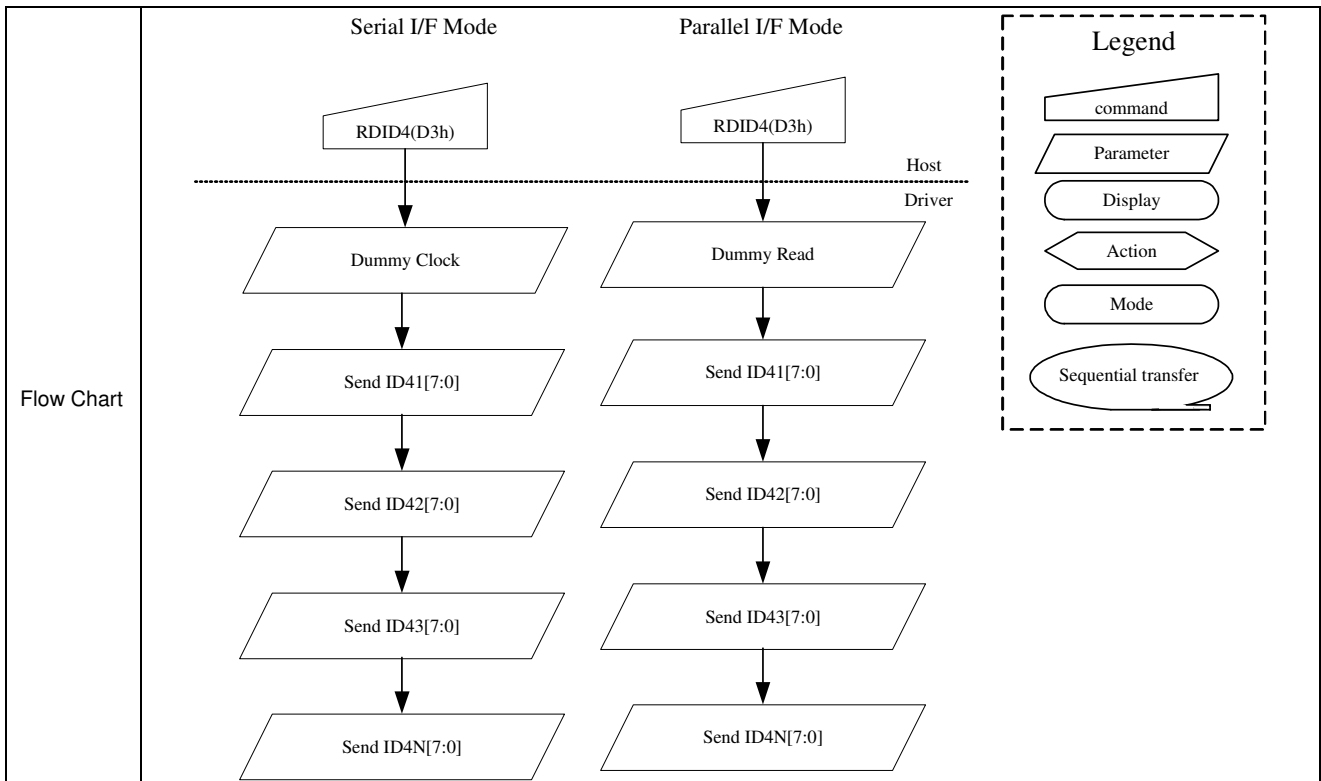 Flow Chart
Serial I/F Mode
RDID4(D3h)
Dummy Clock
Send ID41[7:0]
Send ID42[7:0]
Send ID43[7:0]
Send ID4N[7:0]
Parallel I/F Mode
RDID4(D3h)
Host
Driver
Dummy Read
Send ID41[7:0]
Send ID42[7:0]
Send ID43[7:0]
Send ID4N[7:0]
Legend
command
Parameter
Display
Action
Mode
Sequential transfer